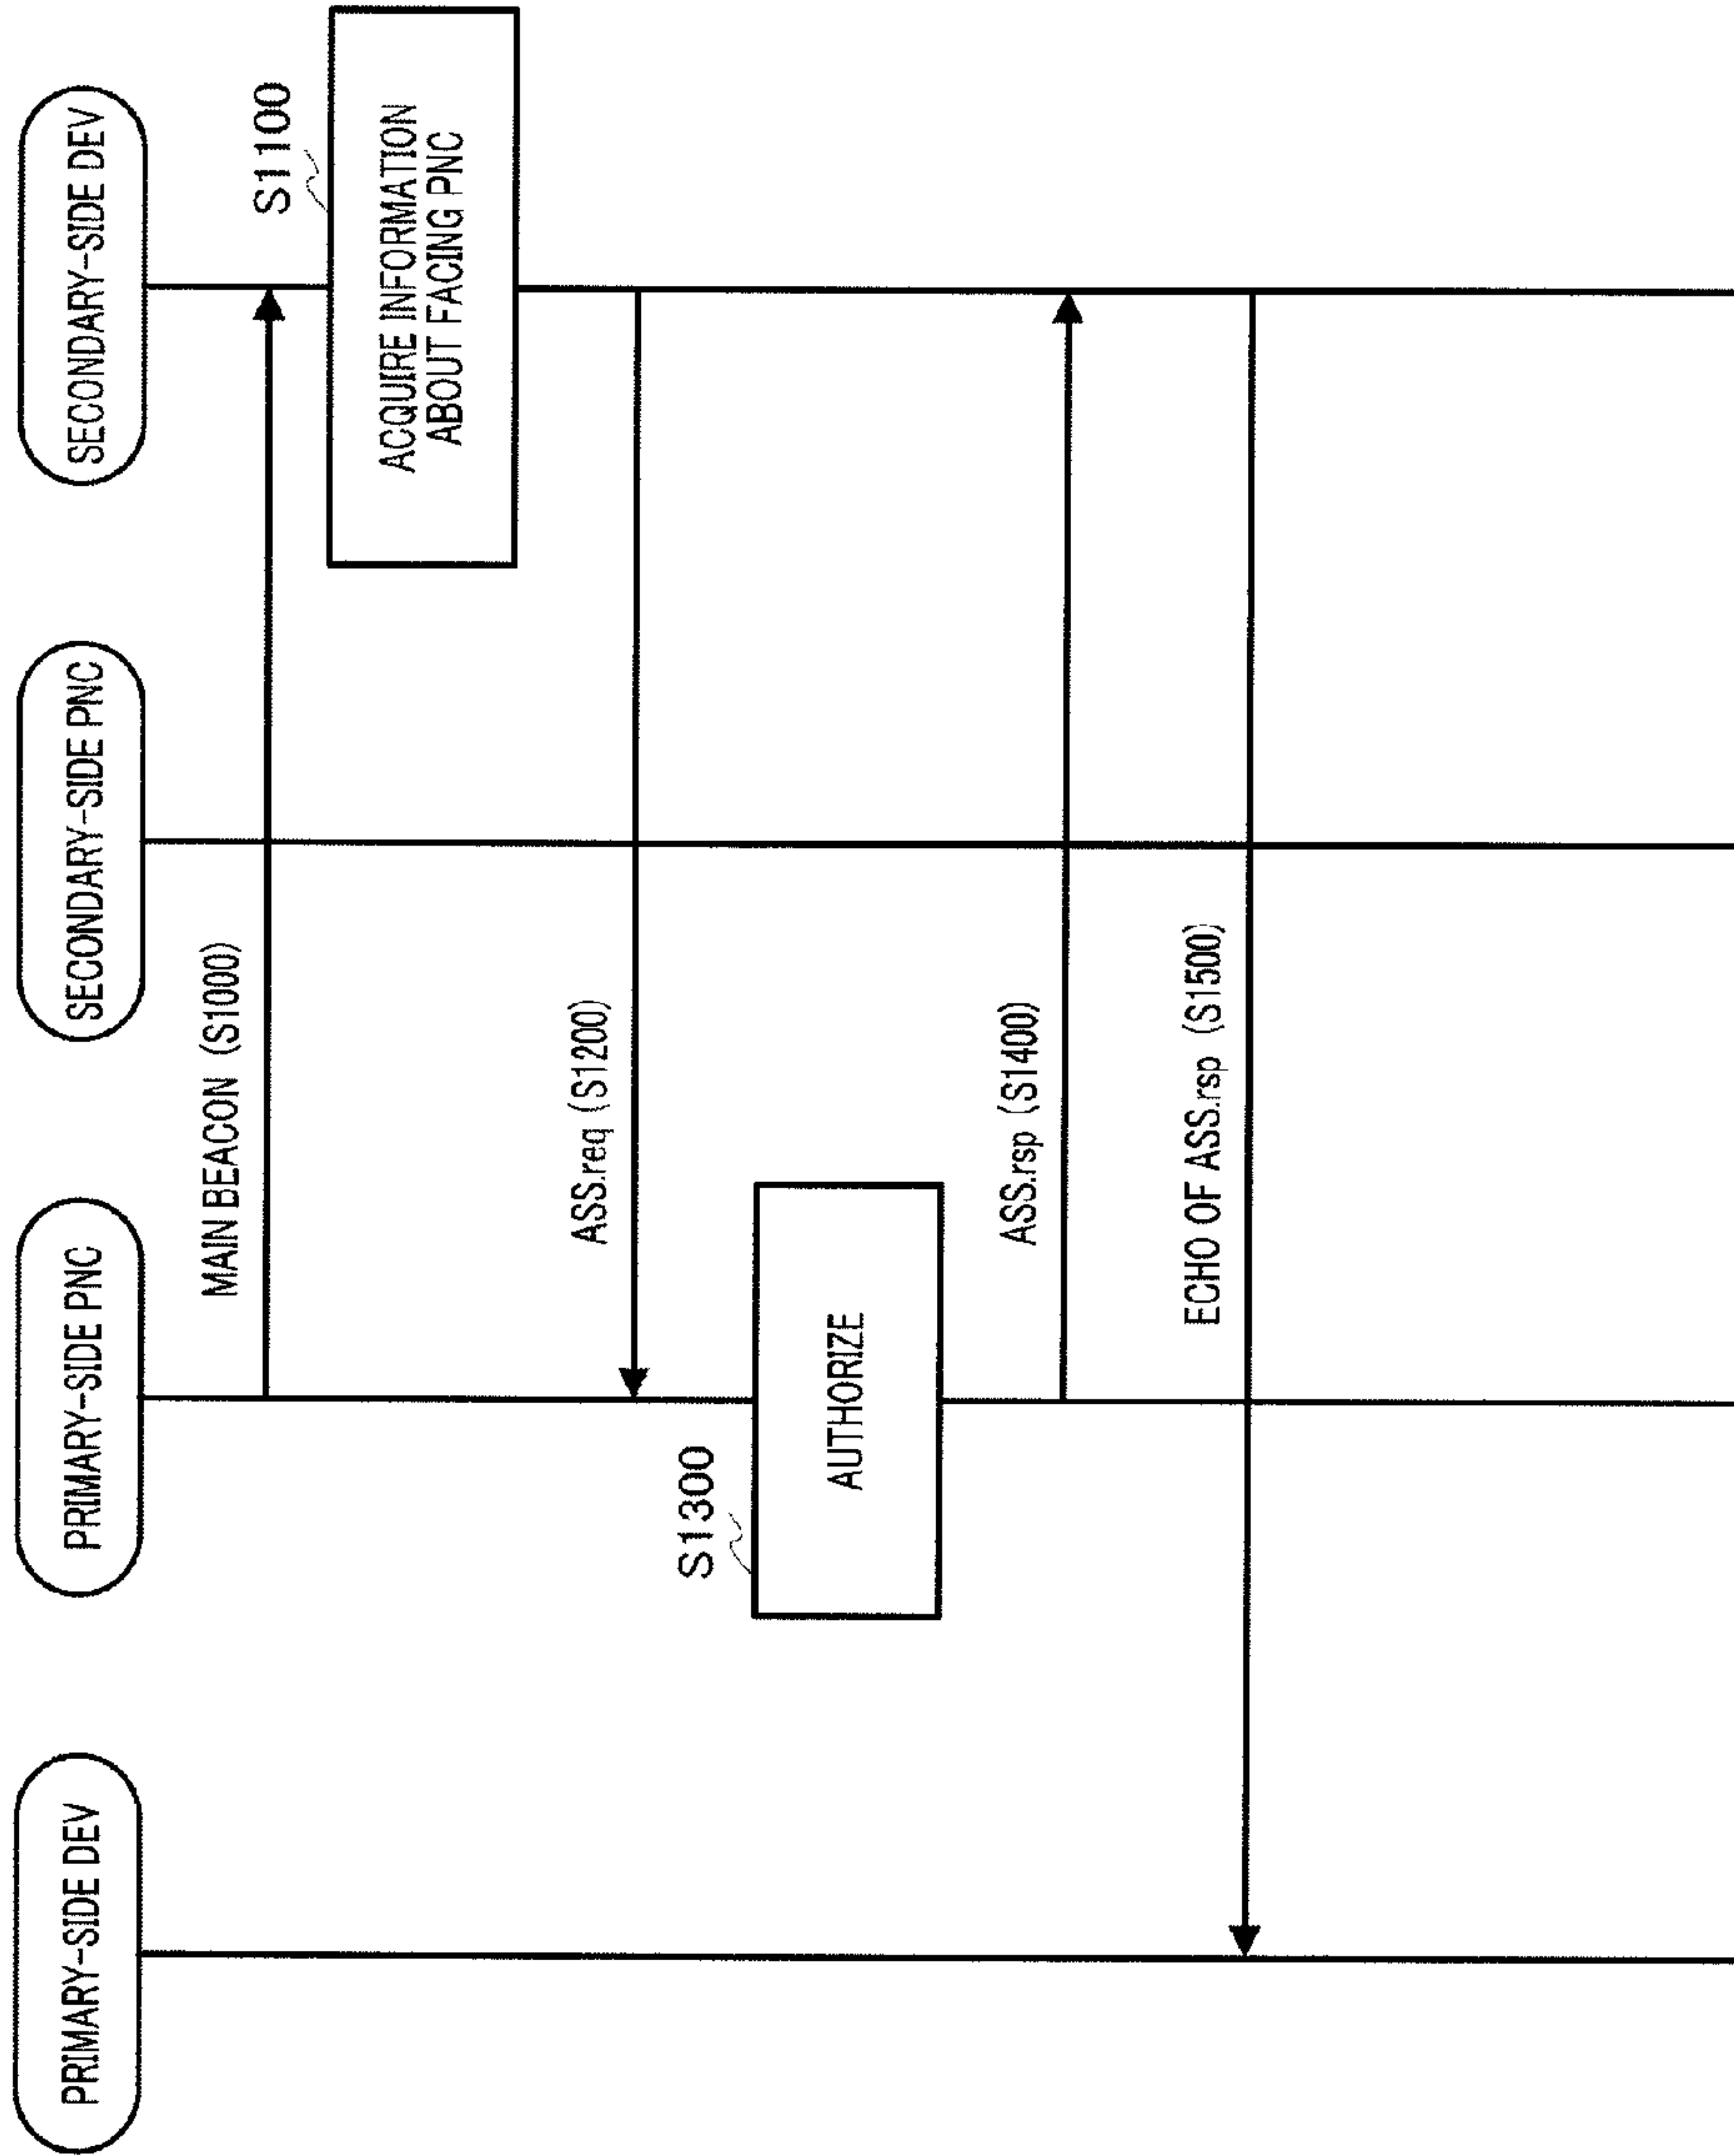 PRIMARY-SIDE DEV
PRIMARY-SIDE PNC
SECONDARY-SIDE PNC
SECONDARY-SIDE DEV
MAIN BEACON (S1000)
S1100
ACQUIRE INFORMATION
ABOUT FACING PNC
ASS.req (S1200)
S1300
AUTHORIZE
ASS.rsp (S1400)
ECHO OF ASS.rsp (S1500)